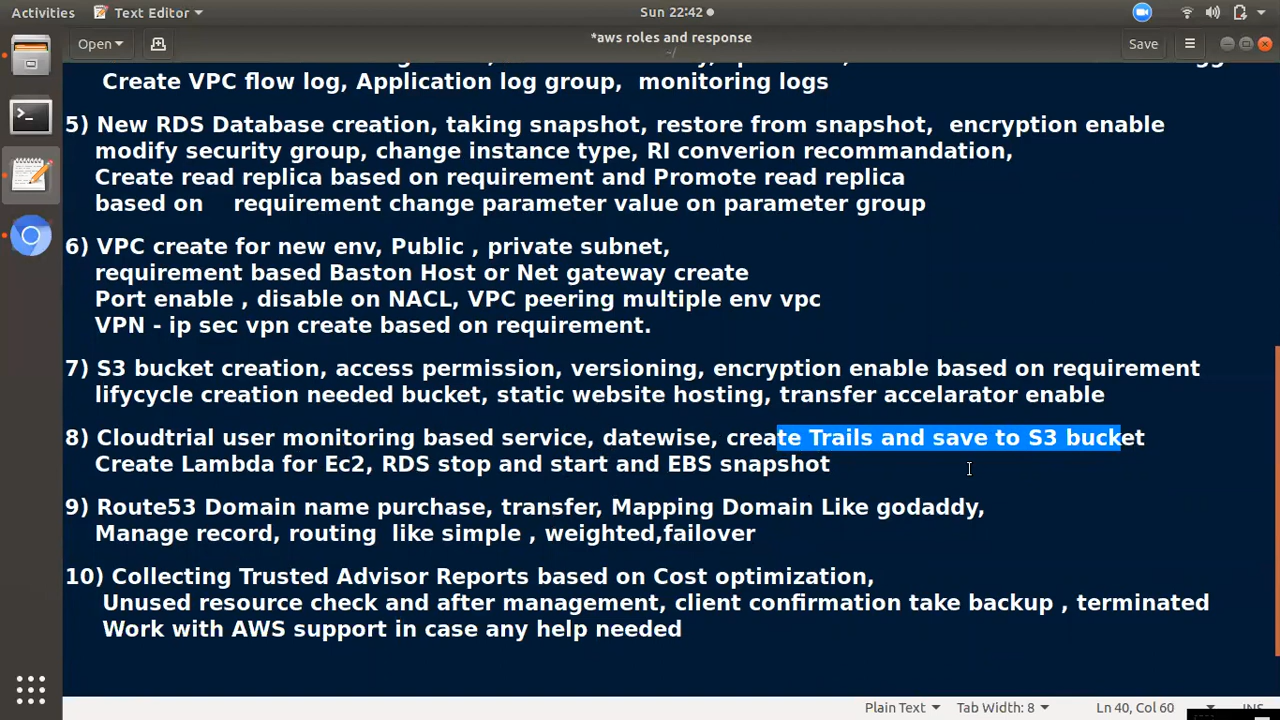 Activities Text Editor Sun 22:42
Open *aws roles and response Save
~/
Create VPC flow log, Application log group, monitoring logs
5) New RDS Database creation, taking snapshot, restore from snapshot, encryption enable
modify security group, change instance type, RI converion recommandation,
Create read replica based on requirement and Promote read replica
based on requirement change parameter value on parameter group
6) VPC create for new env, Public , private subnet,
requirement based Baston Host or Net gateway create
Port enable , disable on NACL, VPC peering multiple env vpc
VPN - ip sec vpn create based on requirement.
7) S3 bucket creation, access permission, versioning, encryption enable based on requirement
lifycycle creation needed bucket, static website hosting, transfer accelarator enable
8) Cloudtrial user monitoring based service, datewise, create Trails and save to S3 bucket
Create Lambda for Ec2, RDS stop and start and EBS snapshot
9) Route53 Domain name purchase, transfer, Mapping Domain Like godaddy,
Manage record, routing like simple , weighted,failover
10) Collecting Trusted Advisor Reports based on Cost optimization,
Unused resource check and after management, client confirmation take backup , terminated
Work with AWS support in case any help needed
Plain Text Tab Width: 8 Ln 40, Col 60